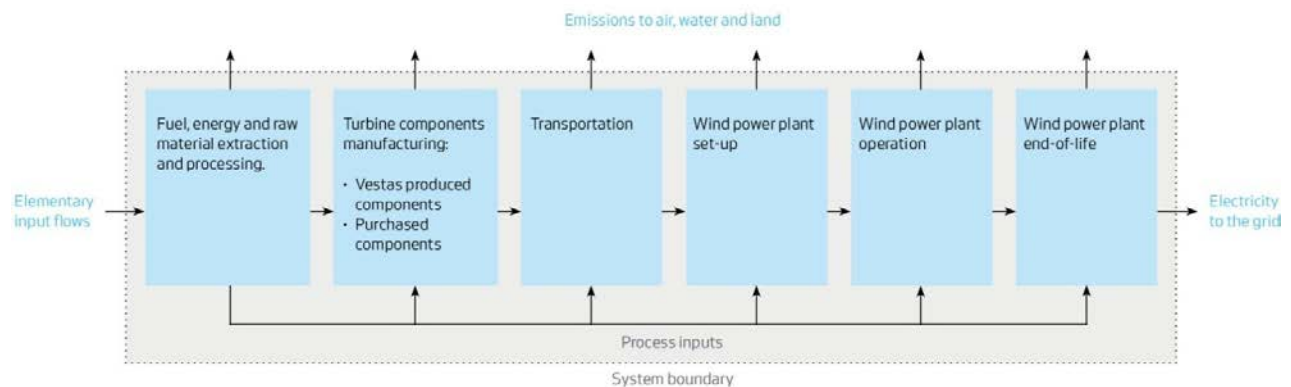 Emissions to air, water and land
Fuel, energy and raw
material extraction
and processing.
Turbine components
manufacturing:
• Vestas produced
components
• Purchased
components
Transportation
Wind power plant
set-up
Wind power plant
operation
Wind power plant
end-of-life
Elementary
input flows
Electricity
to the grid
Process inputs
System boundary